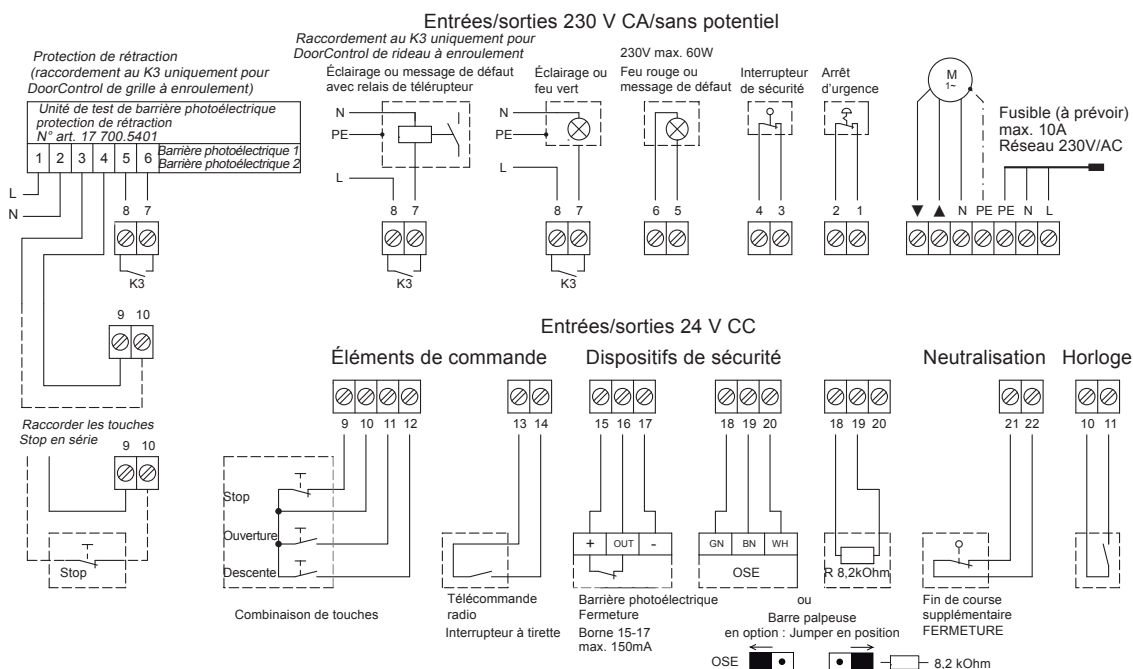 Entrées/sorties 230 V CA/sans potentiel
Protection de rétraction
(raccordement au K3 uniquement pour
DoorControl de grille à enroulement)
Unité de test de barrière photoélectrique
protection de rétraction
N° art. 17 700.5401
1 2 3 4 5 6
Barrière photoélectrique 1
Barrière photoélectrique 2
L
N
8 7
K3
9 10
Raccorder les touches
Stop en série
9 10
Stop
Raccordement au K3 uniquement pour
DoorControl de rideau à enroulement
Éclairage ou message de défaut
avec relais de télérupteur
N
PE
L
8 7
K3
Éclairage ou
feu vert
N
PE
L
8 7
K3
230V max. 60W
Feu rouge ou
message de défaut
6 5
Interrupteur
de sécurité
4 3
Arrêt
d'urgence
2 1
M
1~
Fusible (à prévoir)
max. 10A
Réseau 230V/AC
▼ ▲ N PE PE N L
Entrées/sorties 24 V CC
Éléments de commande
9 10 11 12
Stop
Ouverture
Descente
Combinaison de touches
13 14
Télécommande
radio
Interrupteur à tirette
Dispositifs de sécurité
15 16 17
+ OUT -
Barrière photoélectrique
Fermeture
Borne 15-17
max. 150mA
18 19 20
GN BN WH
OSE
18 19 20
R 8,2kOhm
ou
Barre palpeuse
en option : Jumper en position
OSE
8,2 kOhm
Neutralisation
21 22
Fin de course
supplémentaire
FERMETURE
Horloge
10 11